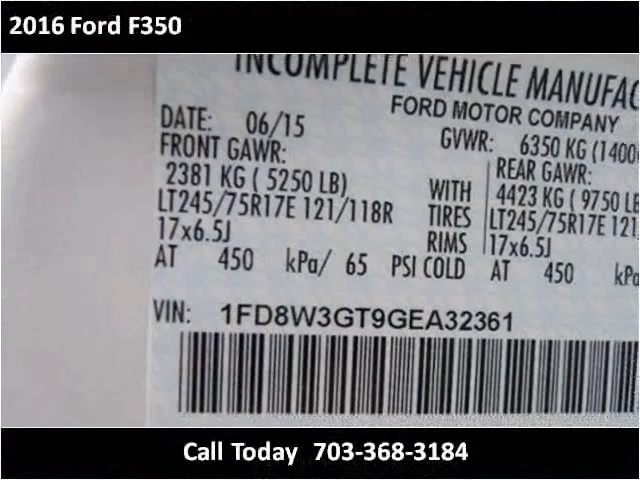 2016 Ford F350
INCOMPLETE VEHICLE MANUFAC
FORD MOTOR COMPANY
DATE: 06/15
GVWR: 6350 KG (1400
FRONT GAWR:
REAR GAWR:
2381 KG ( 5250 LB)
WITH
4423 KG ( 9750 LB
LT245/75R17E 121/118R
TIRES
LT245/75R17E 121
17x6.5J
RIMS
17x6.5J
AT 450 kPa/ 65 PSI COLD AT 450 kPa
VIN: 1FD8W3GT9GEA32361
Call Today 703-368-3184